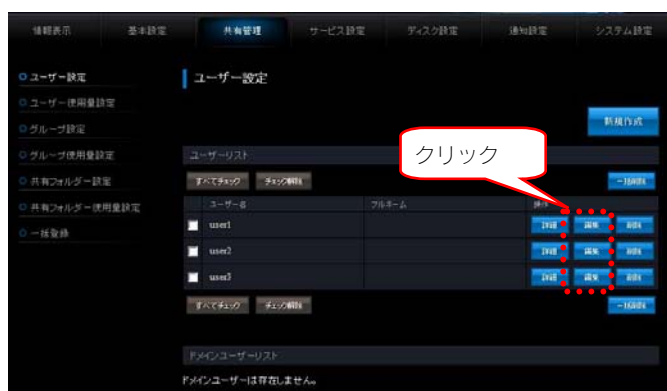 情報表示 基本設定 共有管理 サービス設定 ディスク設定 通知設定 システム設定
ユーザー設定
ユーザー使用量設定
グループ設定
グループ使用量設定
共有フォルダー設定
共有フォルダー使用量設定
一括登録
ユーザー設定
新規作成
クリック
ユーザーリスト
すべてチェック チェック解除 一括削除
ユーザー名 フルネーム 操作
user1 詳細 編集 削除
user2 詳細 編集 削除
user3 詳細 編集 削除
すべてチェック チェック解除 一括削除
ドメインユーザーリスト
ドメインユーザーは存在しません。